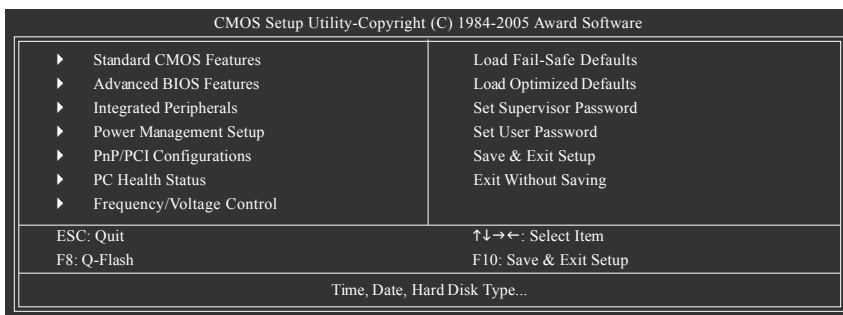 CMOS Setup Utility-Copyright (C) 1984-2005 Award Software
Standard CMOS Features
Advanced BIOS Features
Integrated Peripherals
Power Management Setup
PnP/PCI Configurations
PC Health Status
Frequency/Voltage Control
Load Fail-Safe Defaults
Load Optimized Defaults
Set Supervisor Password
Set User Password
Save & Exit Setup
Exit Without Saving
ESC: Quit
↑↓→←: Select Item
F8: Q-Flash
F10: Save & Exit Setup
Time, Date, Hard Disk Type...